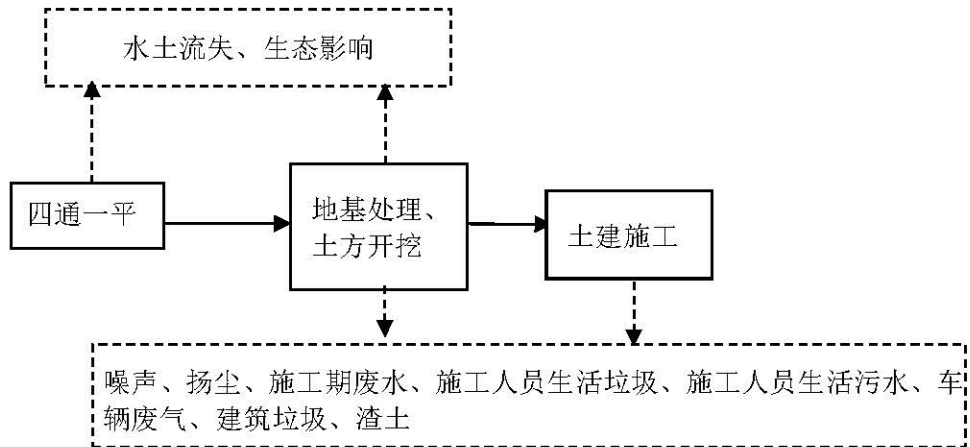 水土流失、生态影响
四通一平
地基处理、
土方开挖
土建施工
噪声、扬尘、施工期废水、施工人员生活垃圾、施工人员生活污水、车
辆废气、建筑垃圾、渣土